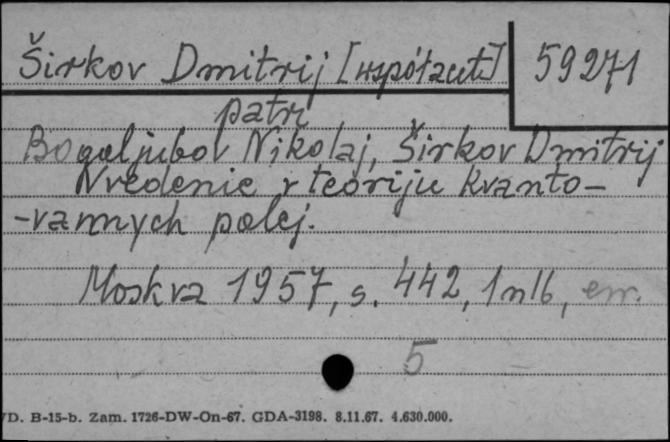 Širkov Dmitrij [współaut.] 59271
patrz
Bogoljubov Nikolaj, Širkov Dmitrij
Vvedenie v teoriju kvanto-
-vannych polej.
Moskva 1957, s. 442, 1 nlb,
5
D. B-15-b. Zam. 1726-DW-On-67. GDA-3198. 8.11.67. 4.630.000.